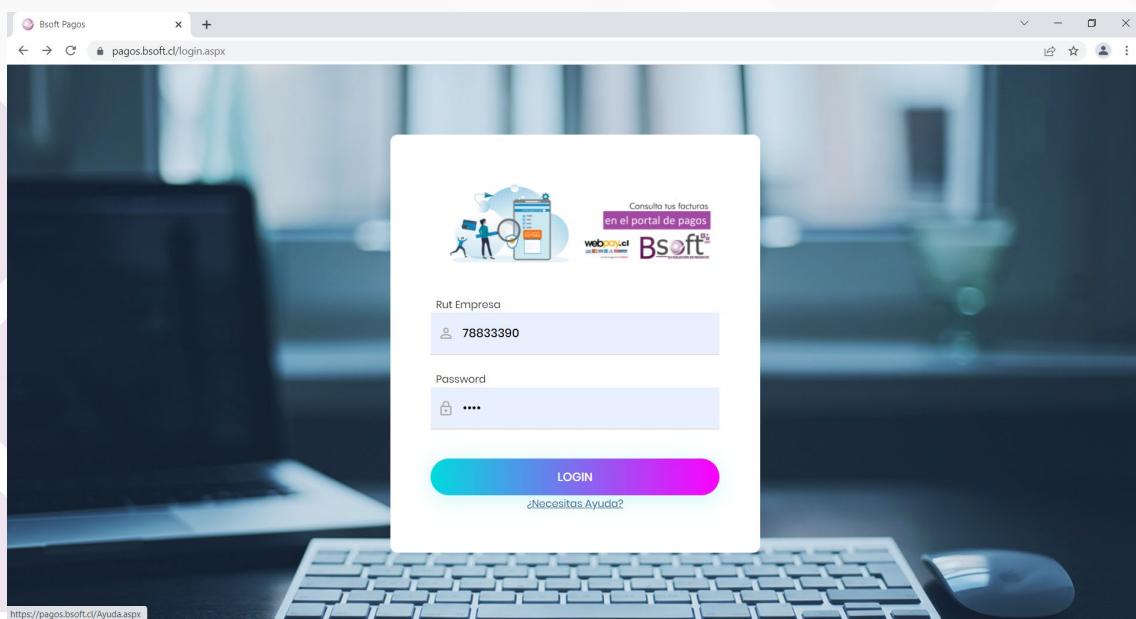 Bsoft Pagos
pagos.bsoft.cl/login.aspx
Consulta tus facturas
en el portal de pagos
webpay.cl
Bsoft
Rut Empresa
78833390
Password
••••
LOGIN
¿Necesitas Ayuda?
https://pagos.bsoft.cl/Ayuda.aspx